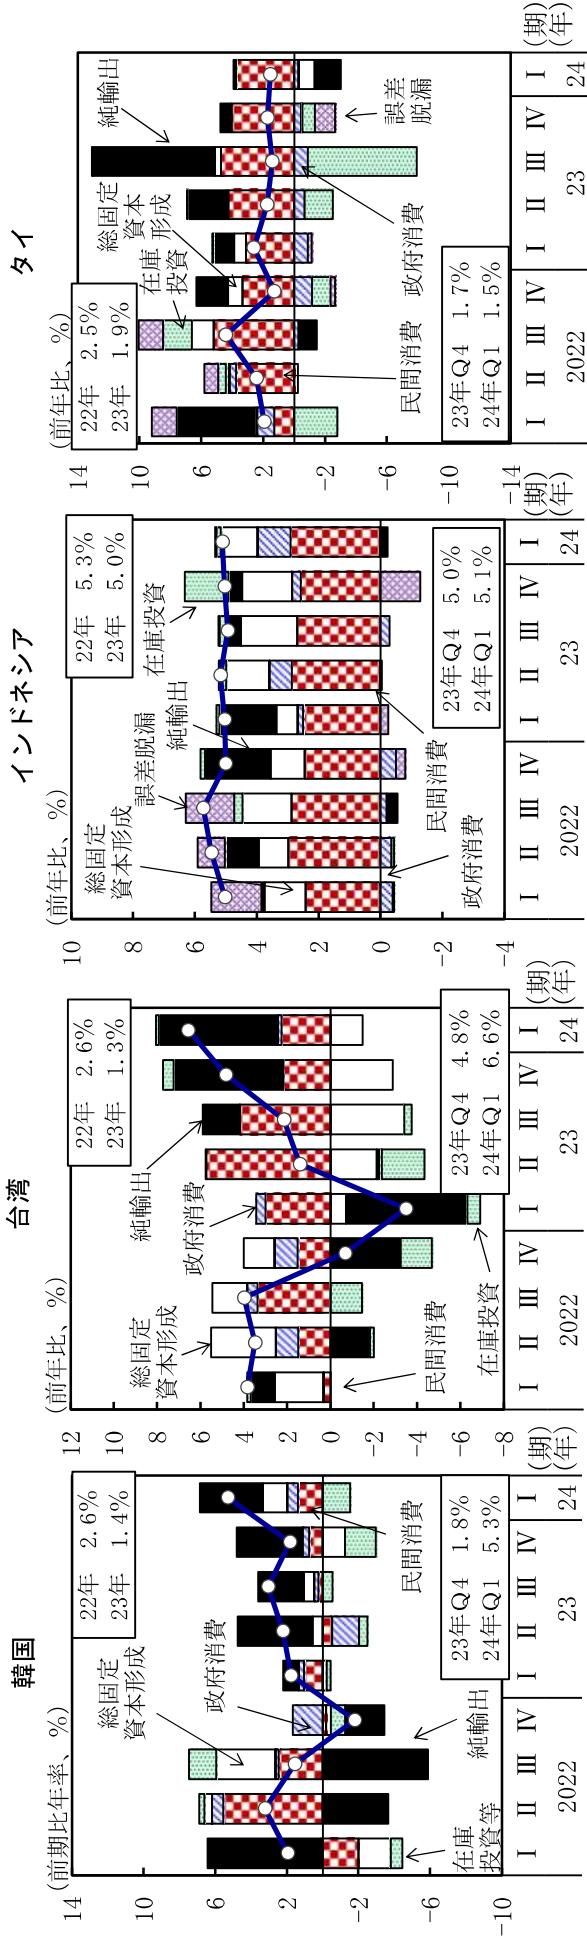 韓国
(前期比年率、%)
14
10
6
2
−2
−6
−10
22年 2.6%
23年 1.4%
総固定
資本形成
政府消費
民間消費
純輸出
在庫
投資等
23年Q4 1.8%
24年Q1 5.3%
Ⅰ Ⅱ Ⅲ Ⅳ Ⅰ Ⅱ Ⅲ Ⅳ Ⅰ (期)
2022 23 24 (年)
台湾
(前年比、%)
12
10
8
6
4
2
0
-2
-4
-6
-8
22年 2.6%
23年 1.3%
総固定
資本形成
政府消費
純輸出
民間消費
在庫投資
23年Q4 4.8%
24年Q1 6.6%
Ⅰ Ⅱ Ⅲ Ⅳ Ⅰ Ⅱ Ⅲ Ⅳ Ⅰ (期)
2022 23 24 (年)
インドネシア
(前年比、%)
10
8
6
4
2
0
−2
−4
22年 5.3%
23年 5.0%
総固定
資本形成
誤差脱漏
純輸出
在庫投資
政府消費
民間消費
23年Q4 5.0%
24年Q1 5.1%
Ⅰ Ⅱ Ⅲ Ⅳ Ⅰ Ⅱ Ⅲ Ⅳ Ⅰ (期)
2022 23 24 (年)
タイ
(前年比、%)
14
10
6
2
−2
−6
−10
−14
22年 2.5%
23年 1.9%
在庫
投資
総固定
資本
形成
純輸出
民間消費
政府消費
誤差
脱漏
23年Q4 1.7%
24年Q1 1.5%
Ⅰ Ⅱ Ⅲ Ⅳ Ⅰ Ⅱ Ⅲ Ⅳ Ⅰ (期)
2022 23 24 (年)